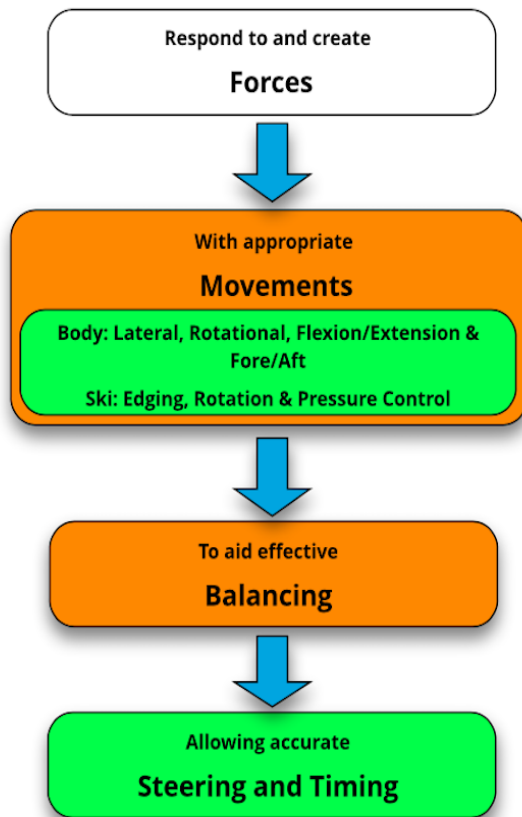 Respond to and create
Forces
With appropriate
Movements
Body: Lateral, Rotational, Flexion/Extension &
Fore/Aft
Ski: Edging, Rotation & Pressure Control
To aid effective
Balancing
Allowing accurate
Steering and Timing